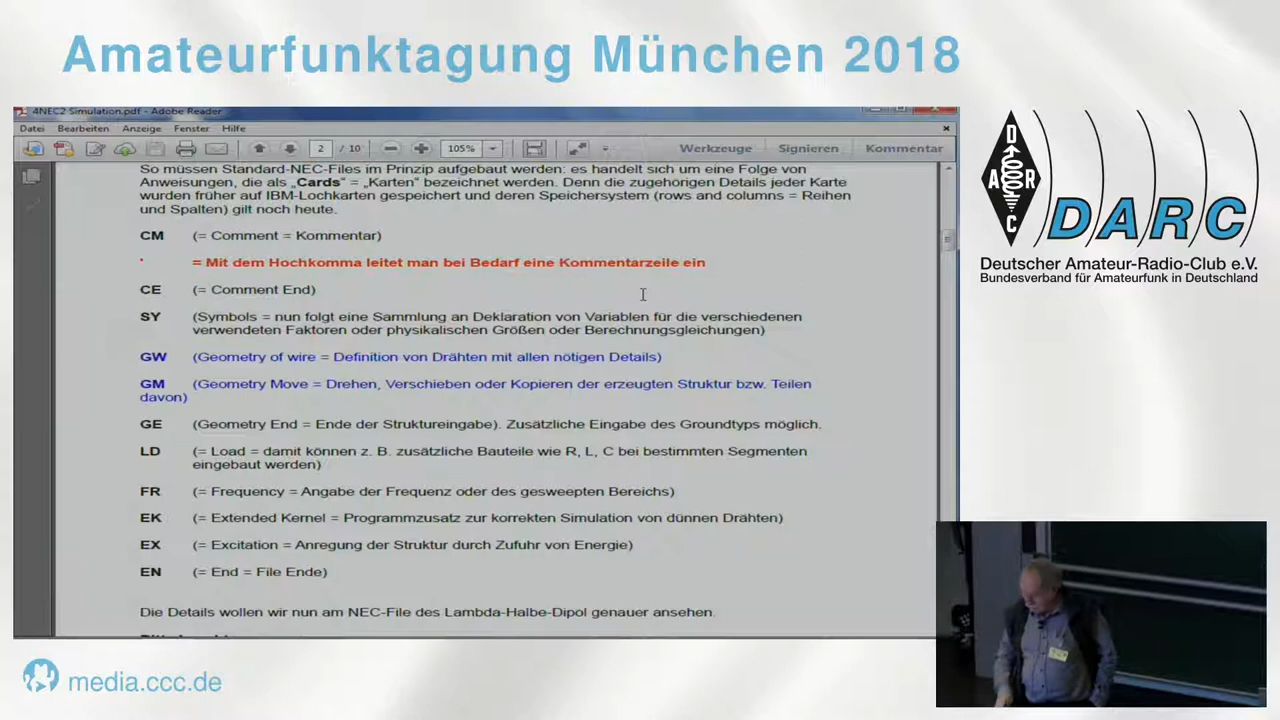 Amateurfunktagung München 2018
4NEC2 Simulation.pdf - Adobe Reader
Datei Bearbeiten Anzeige Fenster Hilfe
2 / 10 105% Werkzeuge Signieren Kommentar
So müssen Standard-NEC-Files im Prinzip aufgebaut werden: es handelt sich um eine Folge von
Anweisungen, die als „Cards“ = „Karten“ bezeichnet werden. Denn die zugehörigen Details jeder Karte
wurden früher auf IBM-Lochkarten gespeichert und deren Speichersystem (rows and columns = Reihen
und Spalten) gilt noch heute.
CM (= Comment = Kommentar)
' = Mit dem Hochkomma leitet man bei Bedarf eine Kommentarzeile ein
CE (= Comment End)
SY (Symbols = nun folgt eine Sammlung an Deklaration von Variablen für die verschiedenen
verwendeten Faktoren oder physikalischen Größen oder Berechnungsgleichungen)
GW (Geometry of wire = Definition von Drähten mit allen nötigen Details)
GM (Geometry Move = Drehen, Verschieben oder Kopieren der erzeugten Struktur bzw. Teilen
davon)
GE (Geometry End = Ende der Struktureingabe). Zusätzliche Eingabe des Groundtyps möglich.
LD (= Load = damit können z. B. zusätzliche Bauteile wie R, L, C bei bestimmten Segmenten
eingebaut werden)
FR (= Frequency = Angabe der Frequenz oder des gesweepten Bereichs)
EK (= Extended Kernel = Programmzusatz zur korrekten Simulation von dünnen Drähten)
EX (= Excitation = Anregung der Struktur durch Zufuhr von Energie)
EN (= End = File Ende)
Die Details wollen wir nun am NEC-File des Lambda-Halbe-Dipol genauer ansehen.
D
A R
C
DARC
Deutscher Amateur-Radio-Club e.V.
Bundesverband für Amateurfunk in Deutschland
media.ccc.de